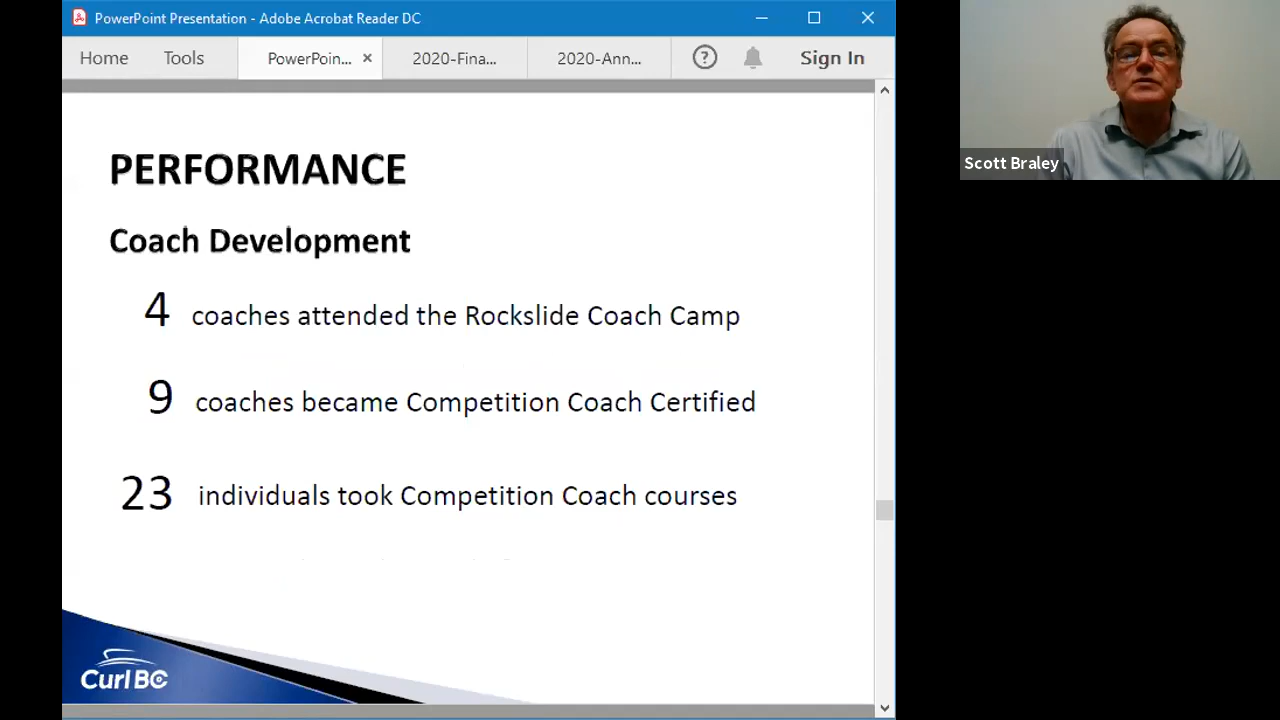 PowerPoint Presentation - Adobe Acrobat Reader DC
Home
Tools
PowerPoin... ×
2020-Fina...
2020-Ann...
?
Sign In
Scott Braley
PERFORMANCE
Coach Development
4 coaches attended the Rockslide Coach Camp
9 coaches became Competition Coach Certified
23 individuals took Competition Coach courses
Curl BC